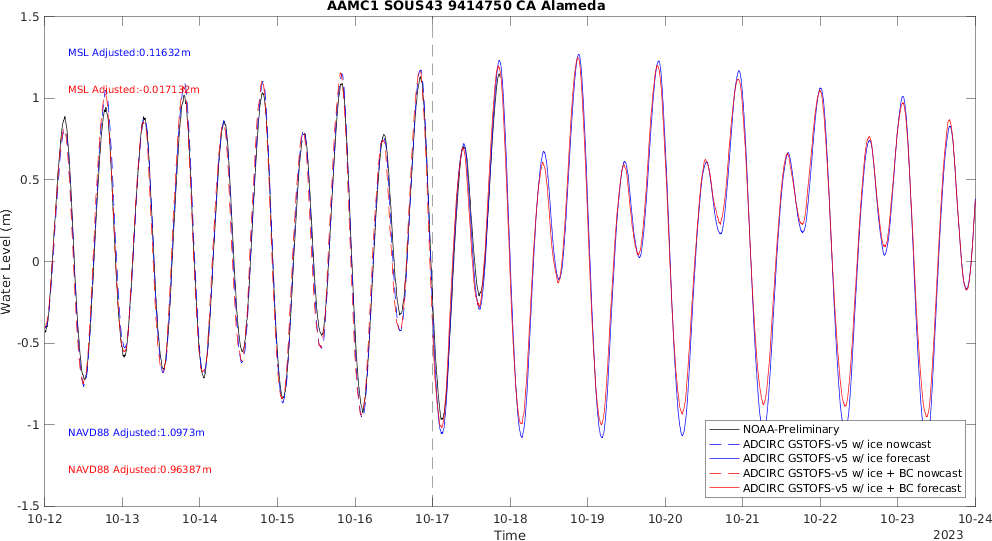 AAMC1 SOUS43 9414750 CA Alameda
1.5
1
0.5
0
-0.5
-1
-1.5
Water Level (m)
MSL Adjusted:0.11632m
MSL Adjusted:-0.017132m
NAVD88 Adjusted:1.0973m
NAVD88 Adjusted:0.96387m
NOAA-Preliminary
ADCIRC GSTOFS-v5 w/ ice nowcast
ADCIRC GSTOFS-v5 w/ ice forecast
ADCIRC GSTOFS-v5 w/ ice + BC nowcast
ADCIRC GSTOFS-v5 w/ ice + BC forecast
10-12 10-13 10-14 10-15 10-16 10-17 10-18 10-19 10-20 10-21 10-22 10-23 10-24
Time
2023